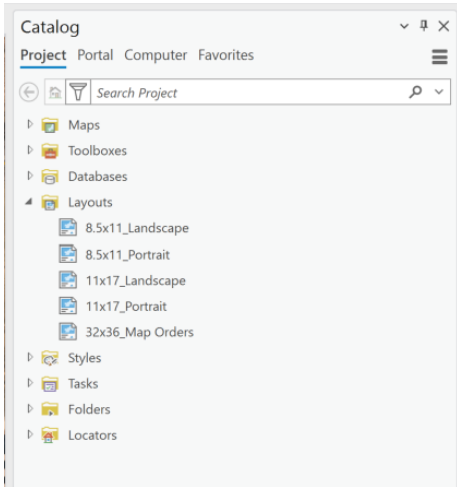 Catalog
Project Portal Computer Favorites
Search Project
Maps
Toolboxes
Databases
Layouts
8.5x11_Landscape
8.5x11_Portrait
11x17_Landscape
11x17_Portrait
32x36_Map Orders
Styles
Tasks
Folders
Locators